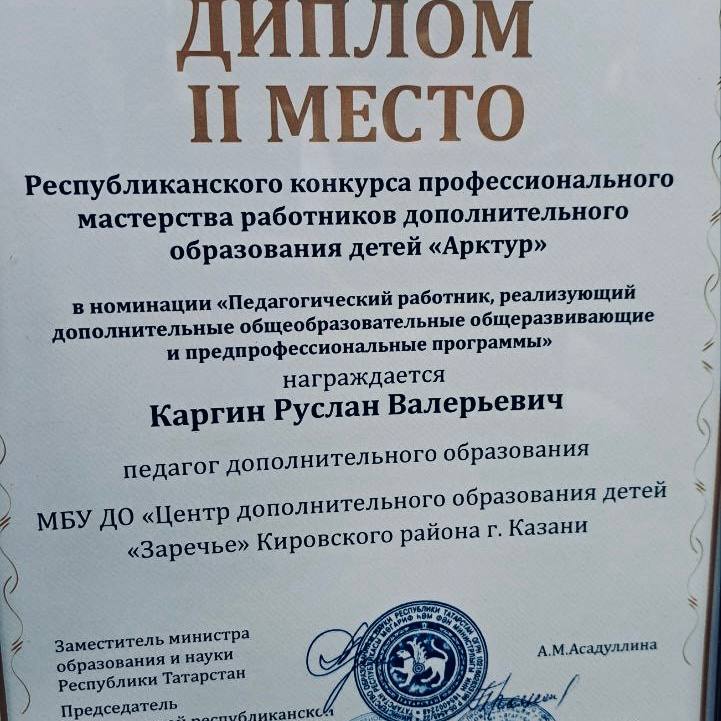 ДИПЛОМ
II МЕСТО
Республиканского конкурса профессионального
мастерства работников дополнительного
образования детей «Арктур»
в номинации «Педагогический работник, реализующий
дополнительные общеобразовательные общеразвивающие
и предпрофессиональные программы»
награждается
Каргин Руслан Валерьевич
педагог дополнительного образования
МБУ ДО «Центр дополнительного образования детей
«Заречье» Кировского района г. Казани
Заместитель министра
образования и науки
Республики Татарстан
А.М.Асадуллина
Председатель
республиканской